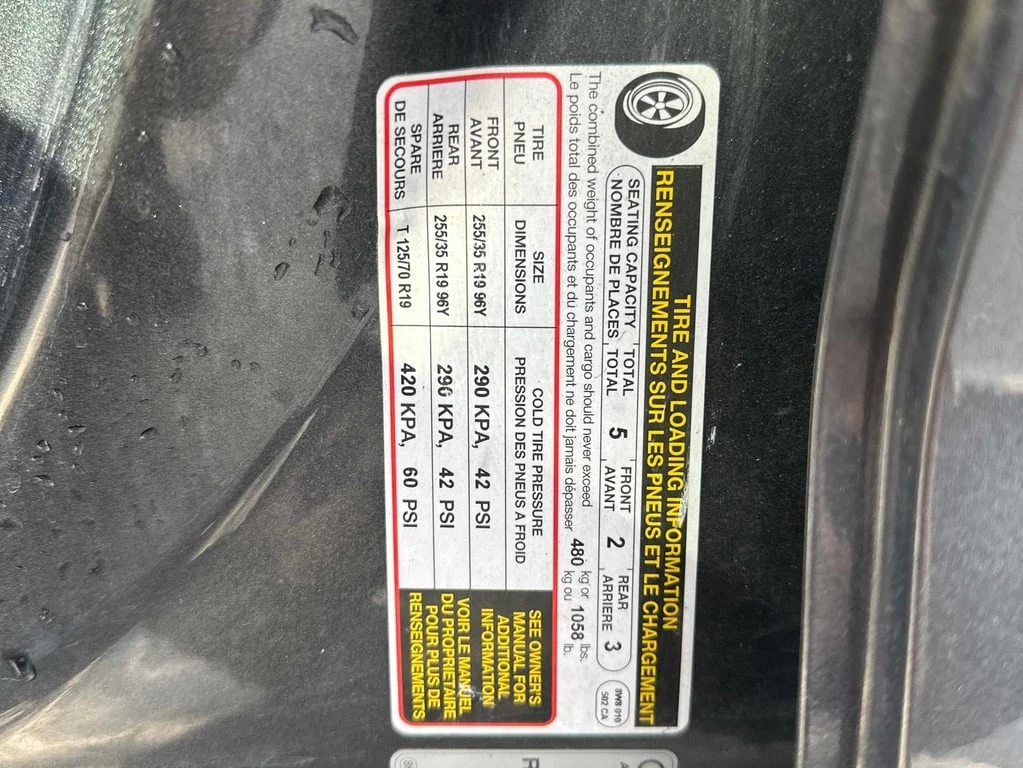 TIRE AND LOADING INFORMATION
RENSEIGNEMENTS SUR LES PNEUS ET LE CHARGEMENT
SEATING CAPACITY TOTAL 5 FRONT 2 REAR 3
NOMBRE DE PLACES TOTAL AVANT ARRIERE
8W8 010
502 CA
The combined weight of occupants and cargo should never exceed 480 kg or 1058 lbs.
Le poids total des occupants et du chargement ne doit jamais dépasser kg ou lb.
TIRE SIZE COLD TIRE PRESSURE
PNEU DIMENSIONS PRESSION DES PNEUS A FROID
FRONT
AVANT 255/35 R19 96Y 290 KPA, 42 PSI
REAR
ARRIERE 255/35 R19 96Y 290 KPA, 42 PSI
SPARE
DE SECOURS T 125/70 R19 420 KPA, 60 PSI
SEE OWNER'S
MANUAL FOR
ADDITIONAL
INFORMATION
VOIR LE MANUEL
DU PROPRIETAIRE
POUR PLUS DE
RENSEIGNEMENTS